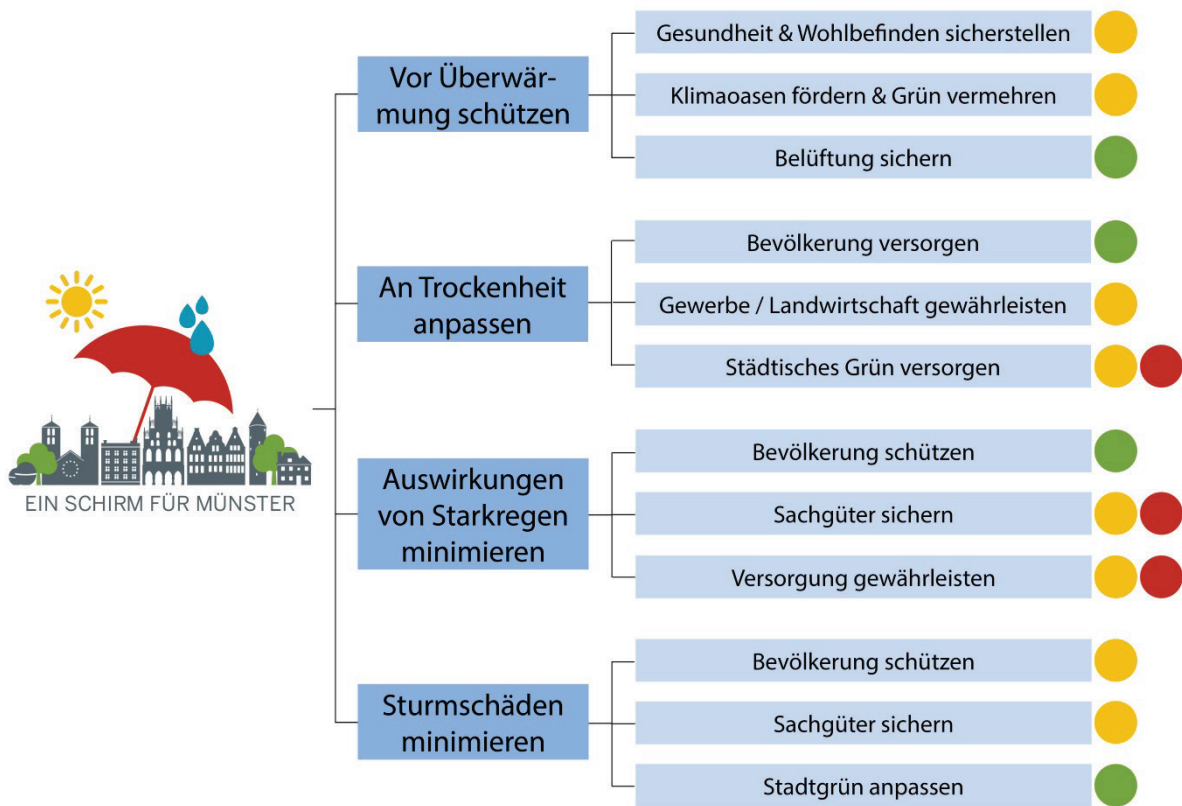 Vor Überwär-
mung schützen
Gesundheit & Wohlbefinden sicherstellen
Klimaoasen fördern & Grün vermehren
Belüftung sichern
An Trockenheit
anpassen
Bevölkerung versorgen
Gewerbe / Landwirtschaft gewährleisten
Städtisches Grün versorgen
EIN SCHIRM FÜR MÜNSTER
Auswirkungen
von Starkregen
minimieren
Bevölkerung schützen
Sachgüter sichern
Versorgung gewährleisten
Sturmschäden
minimieren
Bevölkerung schützen
Sachgüter sichern
Stadtgrün anpassen